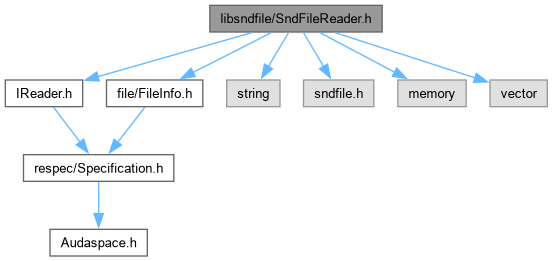 libsndfile/SndFileReader.h
IReader.h
file/FileInfo.h
string
sndfile.h
memory
vector
respec/Specification.h
Audaspace.h